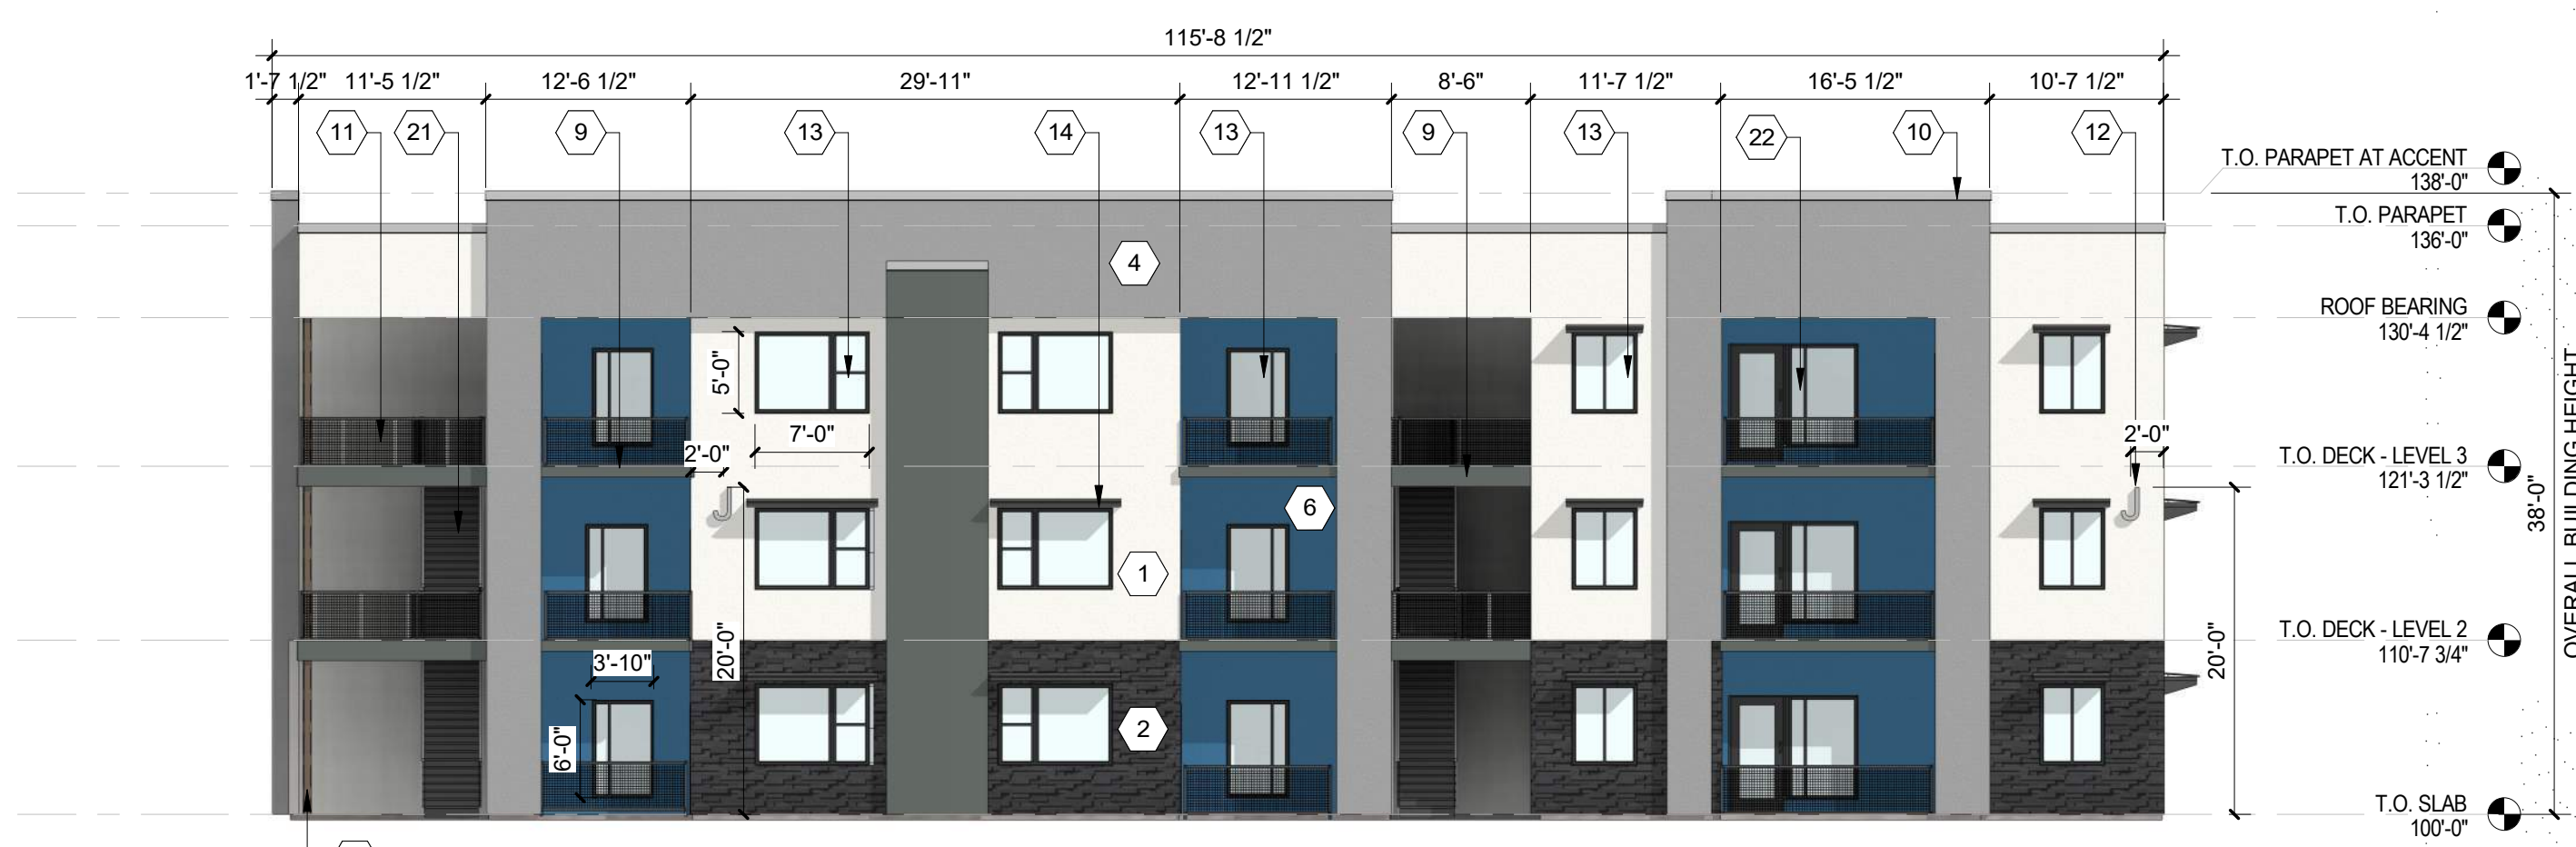 115'-8 1/2"
1'-7 1/2" 11'-5 1/2" 12'-6 1/2" 29'-11" 12'-11 1/2" 8'-6" 11'-7 1/2" 16'-5 1/2" 10'-7 1/2"
11 21 9 13 14 13 9 13 22 10 12
T.O. PARAPET AT ACCENT
138'-0"
T.O. PARAPET
136'-0"
4
ROOF BEARING
130'-4 1/2"
5'-0"
7'-0"
2'-0"
2'-0"
T.O. DECK - LEVEL 3
121'-3 1/2"
J
6
J
38'-0"
OVERALL BUILDING HEIGHT
1
20'-0"
20'-0"
T.O. DECK - LEVEL 2
110'-7 3/4"
3'-10"
6'-0"
2
T.O. SLAB
100'-0"